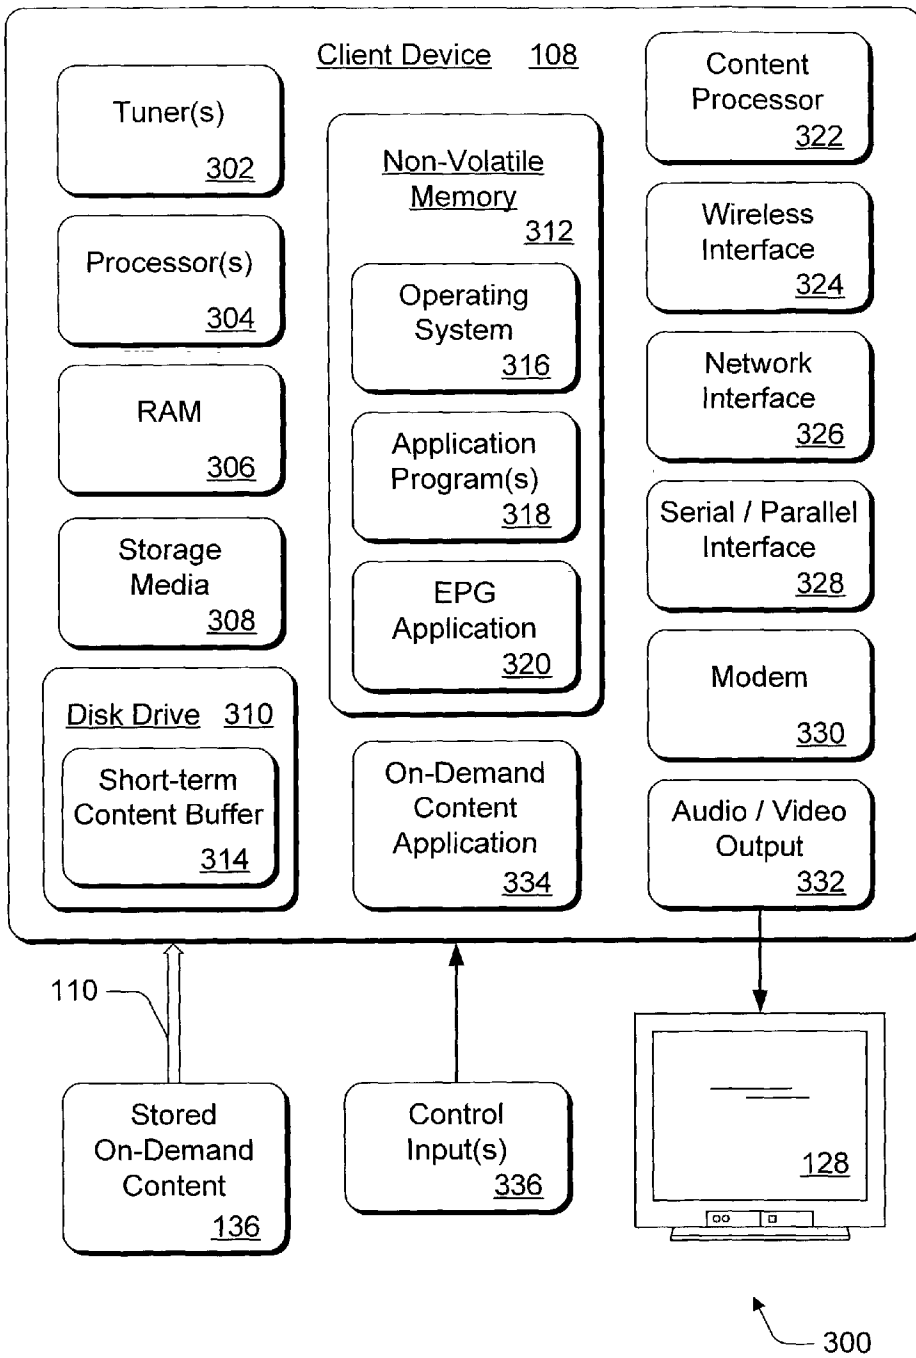 Client Device 108
Tuner(s)
302
Processor(s)
304
RAM
306
Storage
Media
308
Disk Drive 310
Short-term
Content Buffer
314
Non-Volatile
Memory
312
Operating
System
316
Application
Program(s)
318
EPG
Application
320
On-Demand
Content
Application
334
Content
Processor
322
Wireless
Interface
324
Network
Interface
326
Serial / Parallel
Interface
328
Modem
330
Audio / Video
Output
332
110
Stored
On-Demand
Content
136
Control
Input(s)
336
128
300